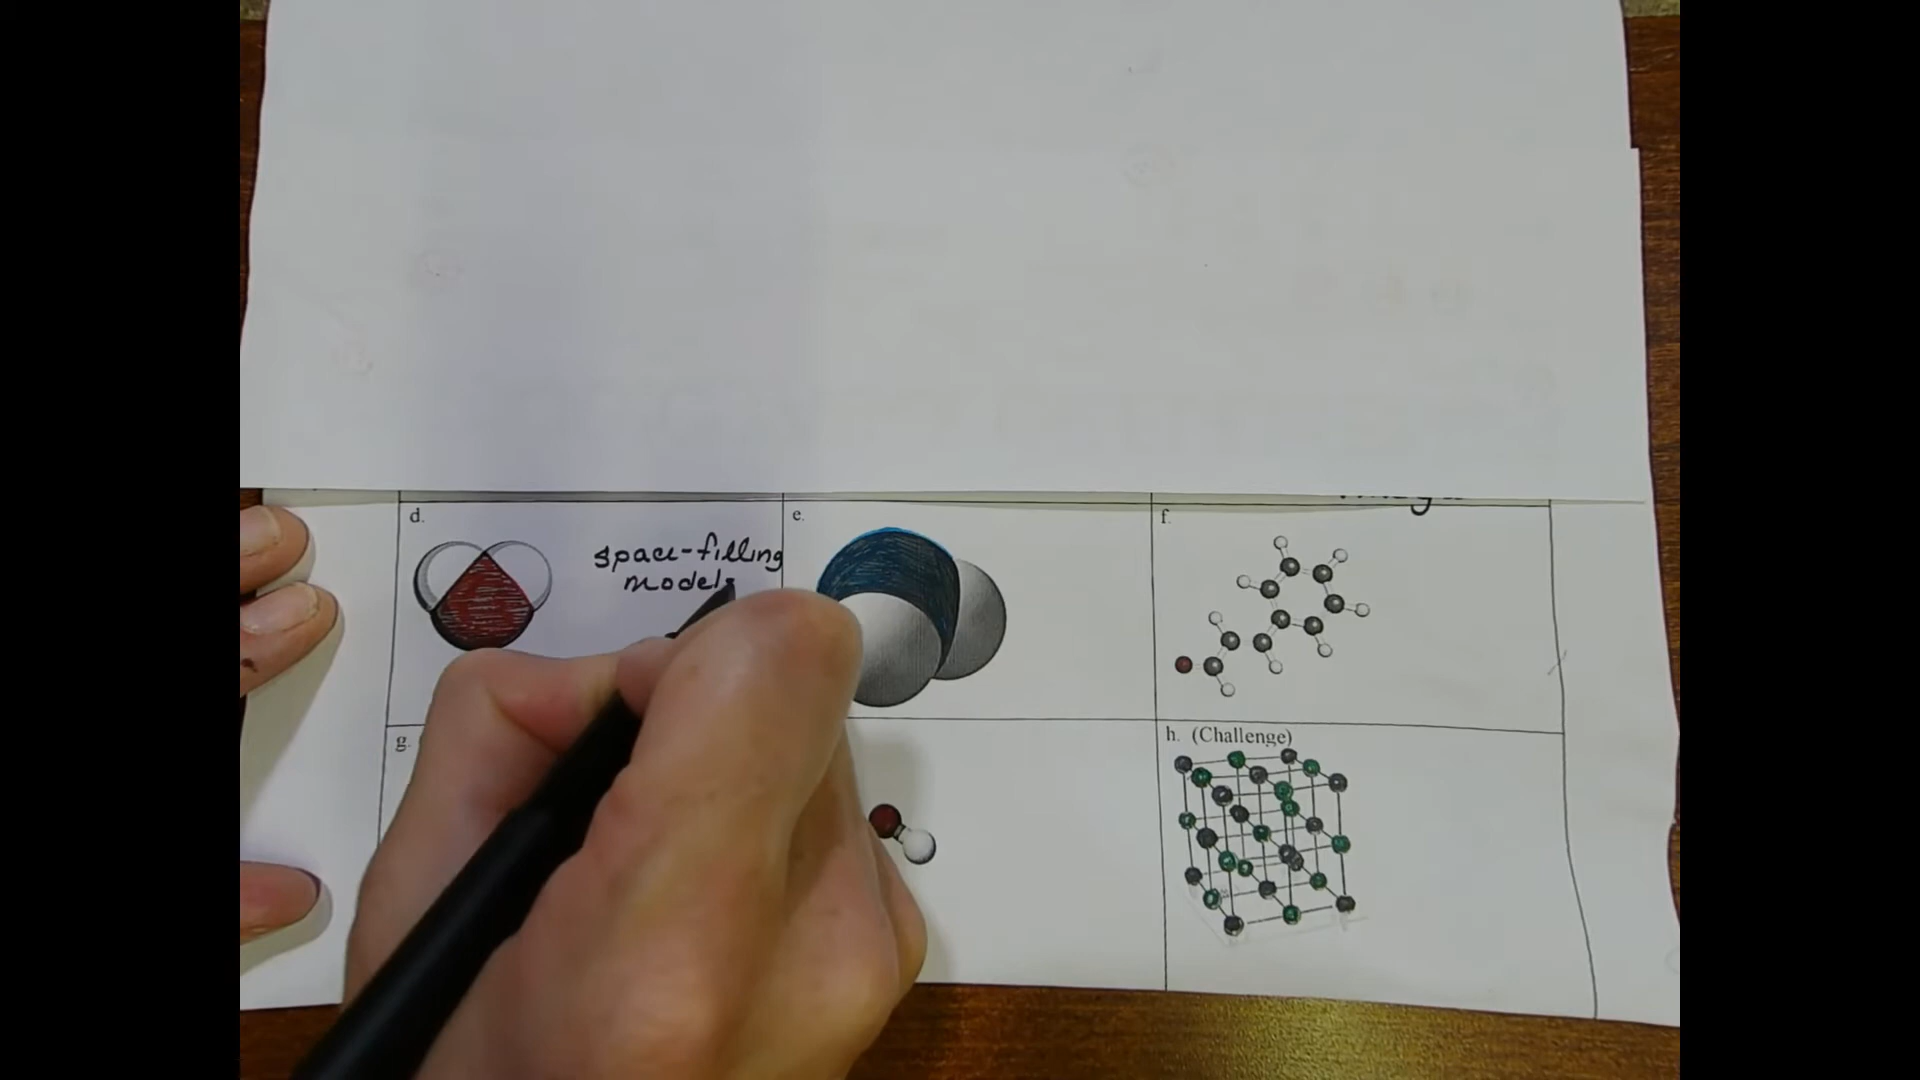 d.
space-filling
models
e.
f.
g.
h. (Challenge)